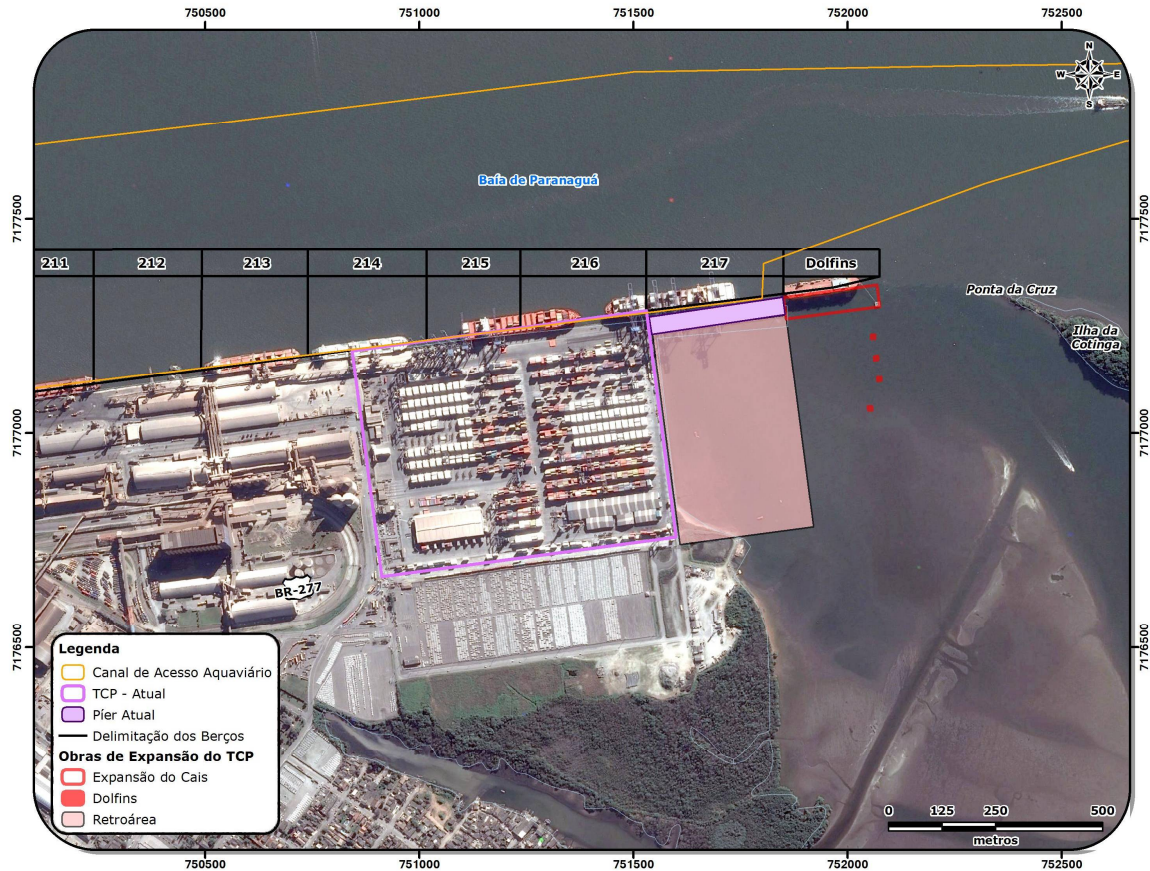 750500
751000
751500
752000
752500
N
W
E
S
7177500
7177500
Baía de Paranaguá
211
212
213
214
215
216
217
Dolfins
Ponta da Cruz
Ilha da
Cotinga
7177000
7177000
BR-277
7176500
7176500
Legenda
Canal de Acesso Aquaviário
TCP - Atual
Píer Atual
Delimitação dos Berços
Obras de Expansão do TCP
Expansão do Cais
Dolfins
Retroárea
0 125 250 500
metros
750500
751000
751500
752000
752500